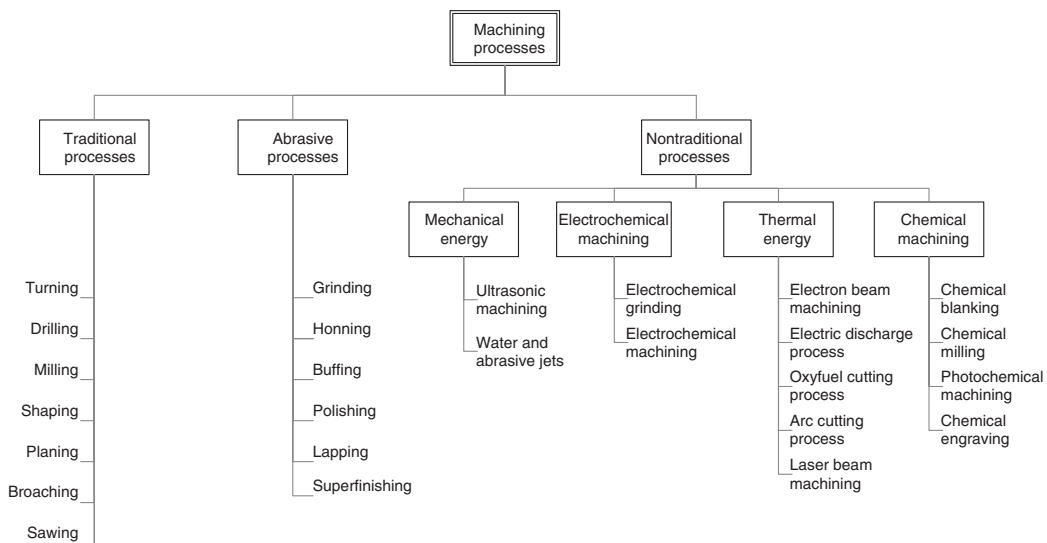 Machining
processes
Traditional
processes
Abrasive
processes
Nontraditional
processes
Mechanical
energy
Electrochemical
machining
Thermal
energy
Chemical
machining
Turning
Drilling
Milling
Shaping
Planing
Broaching
Sawing
Grinding
Honning
Buffing
Polishing
Lapping
Superfinishing
Ultrasonic
machining
Water and
abrasive jets
Electrochemical
grinding
Electrochemical
machining
Electron beam
machining
Electric discharge
process
Oxyfuel cutting
process
Arc cutting
process
Laser beam
machining
Chemical
blanking
Chemical
milling
Photochemical
machining
Chemical
engraving